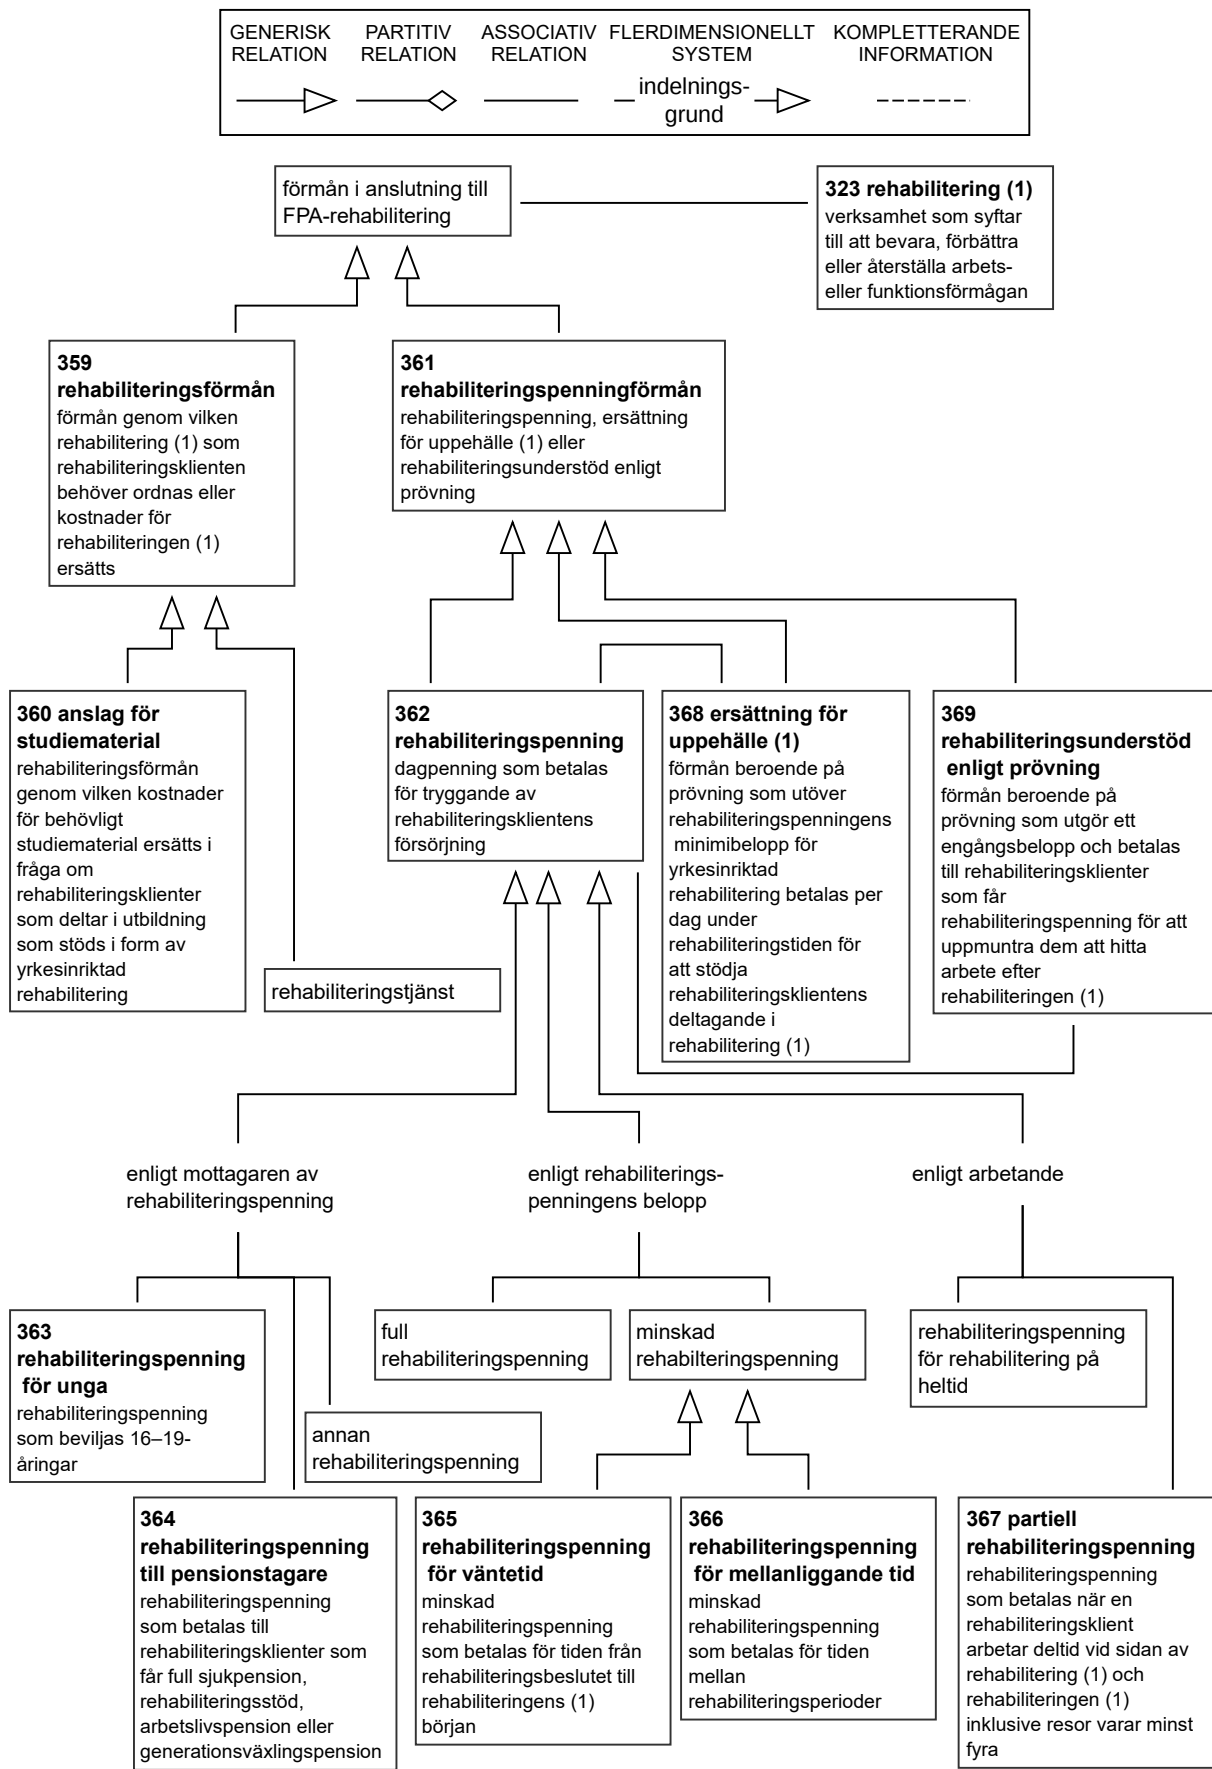 GENERISK
RELATION
PARTITIV
RELATION
ASSOCIATIV
RELATION
FLERDIMENSIONELLT
SYSTEM
KOMPLETTERANDE
INFORMATION
indelnings-
grund
förmån i anslutning till
FPA-rehabilitering
323 rehabilitering (1)
verksamhet som syftar
till att bevara, förbättra
eller återställa arbets-
eller funktionsförmågan
359
rehabiliteringsförmån
förmån genom vilken
rehabilitering (1) som
rehabiliteringsklienten
behöver ordnas eller
kostnader för
rehabiliteringen (1)
ersätts
361
rehabiliteringspenningförmån
rehabiliteringspenning, ersättning
för uppehälle (1) eller
rehabiliteringsunderstöd enligt
prövning
360 anslag för
studiematerial
rehabiliteringsförmån
genom vilken kostnader
för behövligt
studiematerial ersätts i
fråga om
rehabiliteringsklienter
som deltar i utbildning
som stöds i form av
yrkesinriktad
rehabilitering
rehabiliteringstjänst
362
rehabiliteringspenning
dagpenning som betalas
för tryggande av
rehabiliteringsklientens
försörjning
368 ersättning för
uppehälle (1)
förmån beroende på
prövning som utöver
rehabiliteringspenningens
minimibelopp för
yrkesinriktad
rehabilitering betalas per
dag under
rehabiliteringstiden för
att stödja
rehabiliteringsklientens
deltagande i
rehabilitering (1)
369
rehabiliteringsunderstöd
enligt prövning
förmån beroende på
prövning som utgör ett
engångsbelopp och betalas
till rehabiliteringsklienter
som får
rehabiliteringspenning för att
uppmuntra dem att hitta
arbete efter
rehabiliteringen (1)
enligt mottagaren av
rehabiliteringspenning
enligt rehabiliterings-
penningens belopp
enligt arbetande
363
rehabiliteringspenning
för unga
rehabiliteringspenning
som beviljas 16–19-
åringar
full
rehabiliteringspenning
minskad
rehabilteringspenning
rehabiliteringspenning
för rehabilitering på
heltid
annan
rehabiliteringspenning
364
rehabiliteringspenning
till pensionstagare
rehabiliteringspenning
som betalas till
rehabiliteringsklienter som
får full sjukpension,
rehabiliteringsstöd,
arbetslivspension eller
generationsväxlingspension
365
rehabiliteringspenning
för väntetid
minskad
rehabiliteringspenning
som betalas för tiden från
rehabiliteringsbeslutet till
rehabiliteringens (1)
början
366
rehabiliteringspenning
för mellanliggande tid
minskad
rehabiliteringspenning
som betalas för tiden
mellan
rehabiliteringsperioder
367 partiell
rehabiliteringspenning
rehabiliteringspenning
som betalas när en
rehabiliteringsklient
arbetar deltid vid sidan av
rehabilitering (1) och
rehabiliteringen (1)
inklusive resor varar minst
fyra